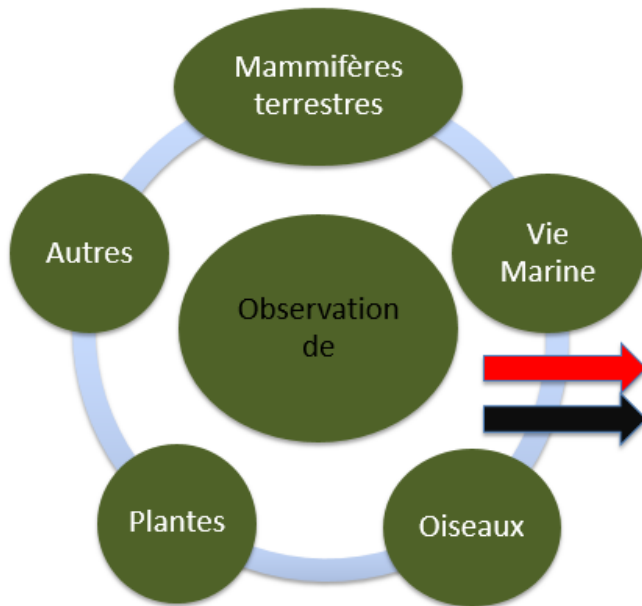 Mammifères
terrestres
Vie
Marine
Autres
Observation
de
Plantes
Oiseaux